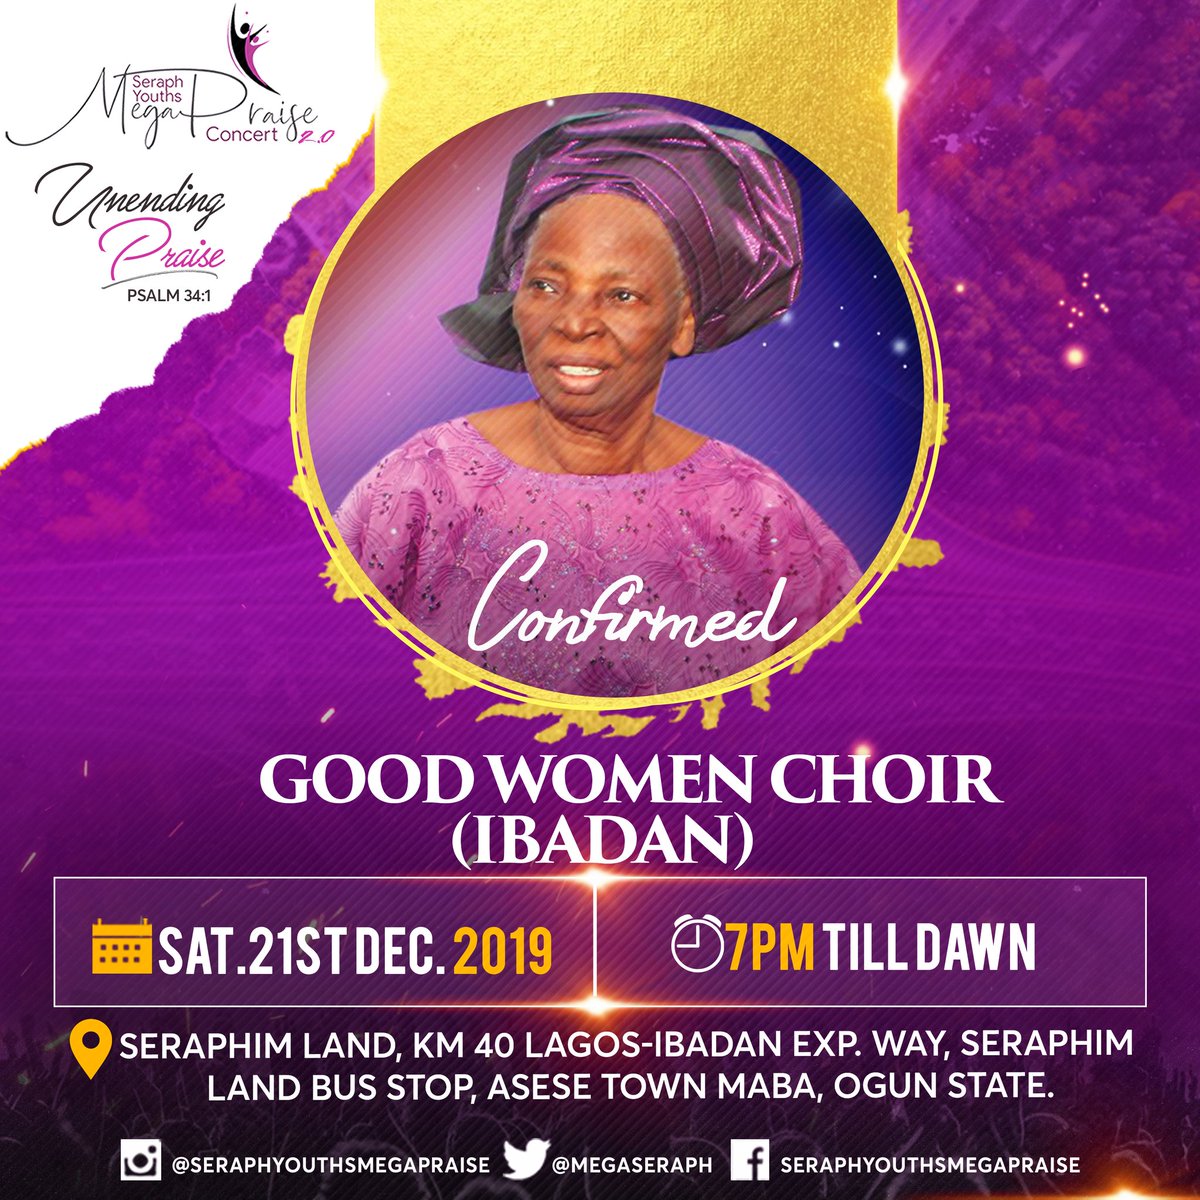 Seraph
Youths
MegaPraise
Concert 2.0
Unending
Praise
PSALM 34:1
Confirmed
GOOD WOMEN CHOIR
(IBADAN)
SAT.21ST DEC. 2019
7PM TILL DAWN
SERAPHIM LAND, KM 40 LAGOS-IBADAN EXP. WAY, SERAPHIM
LAND BUS STOP, ASESE TOWN MABA, OGUN STATE.
@SERAPHYOUTHSMEGAPRAISE @MEGASERAPH SERAPHYOUTHSMEGAPRAISE